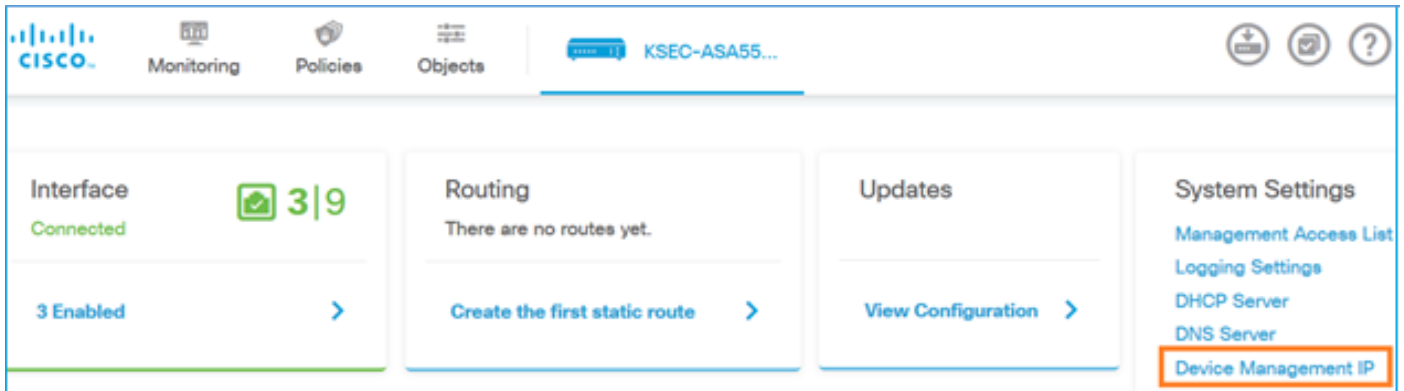 CISCO
Monitoring
Policies
Objects
KSEC-ASA55...
?
Interface
3|9
Connected
3 Enabled
Routing
There are no routes yet.
Create the first static route
Updates
View Configuration
System Settings
Management Access List
Logging Settings
DHCP Server
DNS Server
Device Management IP